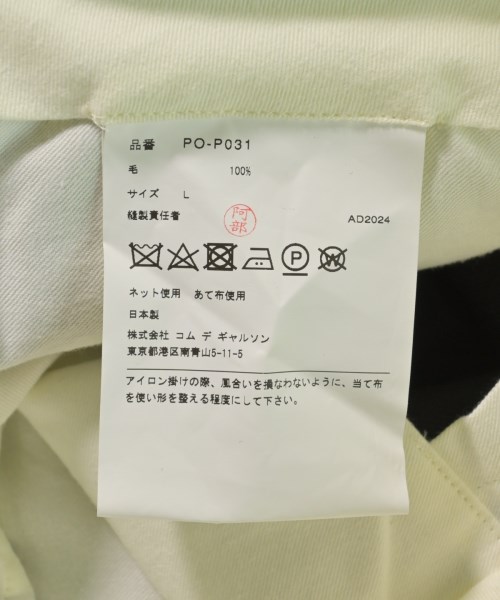 品番 PO-P031
毛 100%
サイズ L
縫製責任者 阿部 AD2024
P W
ネット使用 あて布使用
日本製
株式会社 コム デ ギャルソン
東京都港区南青山5-11-5
アイロン掛けの際、風合いを損なわないように、当て布
を使い形を整える程度にして下さい。